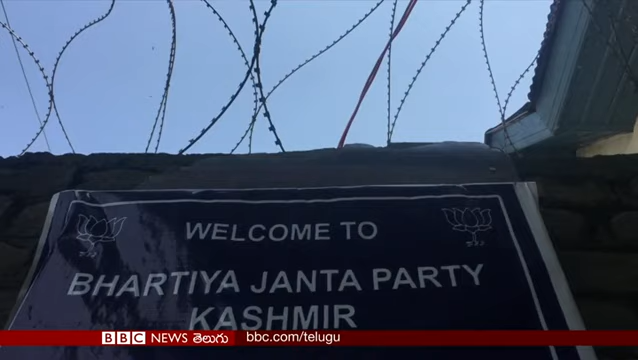 WELCOME TO
BHARTIYA JANTA PARTY
KASHMIR
BBC NEWS తెలుగు bbc.com/telugu